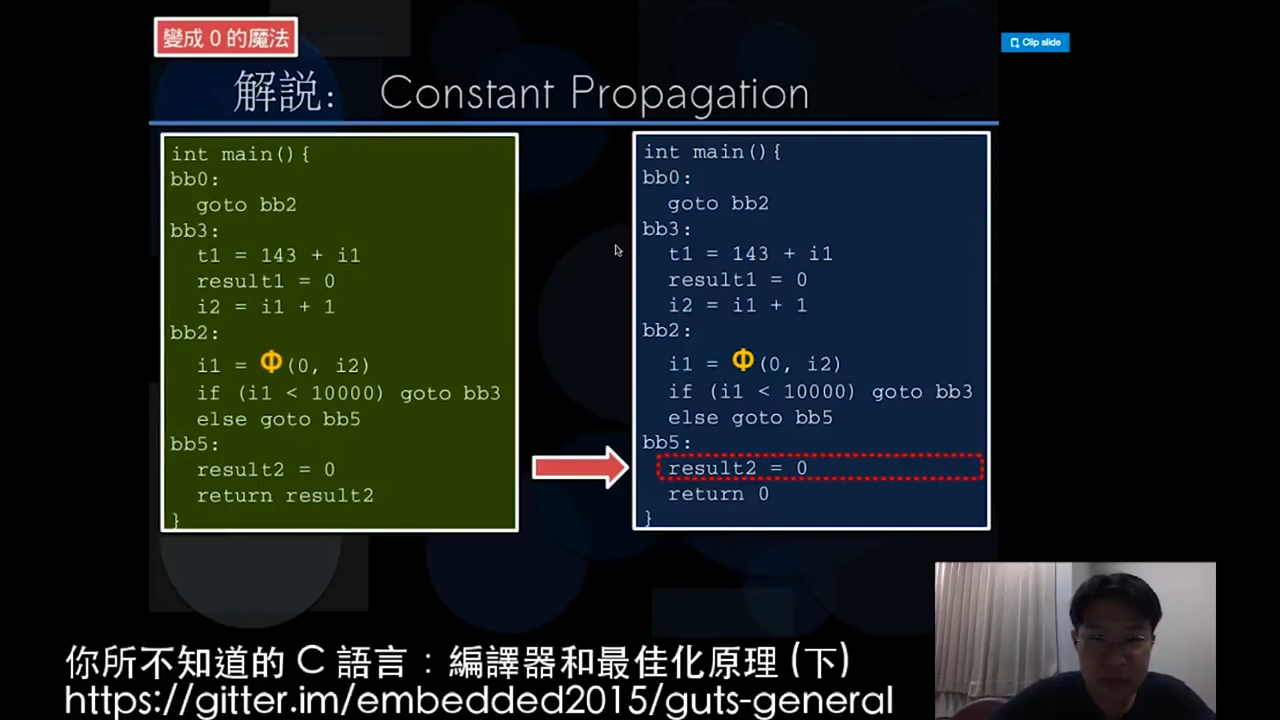 變成 0 的魔法
Clip slide
解説: Constant Propagation
int main(){
bb0:
goto bb2
bb3:
t1 = 143 + i1
result1 = 0
i2 = i1 + 1
bb2:
i1 = Φ(0, i2)
if (i1 < 10000) goto bb3
else goto bb5
bb5:
result2 = 0
return result2
}
int main(){
bb0:
goto bb2
bb3:
t1 = 143 + i1
result1 = 0
i2 = i1 + 1
bb2:
i1 = Φ(0, i2)
if (i1 < 10000) goto bb3
else goto bb5
bb5:
result2 = 0
return 0
}
你所不知道的 C 語言：編譯器和最佳化原理 (下)
https://gitter.im/embedded2015/guts-general